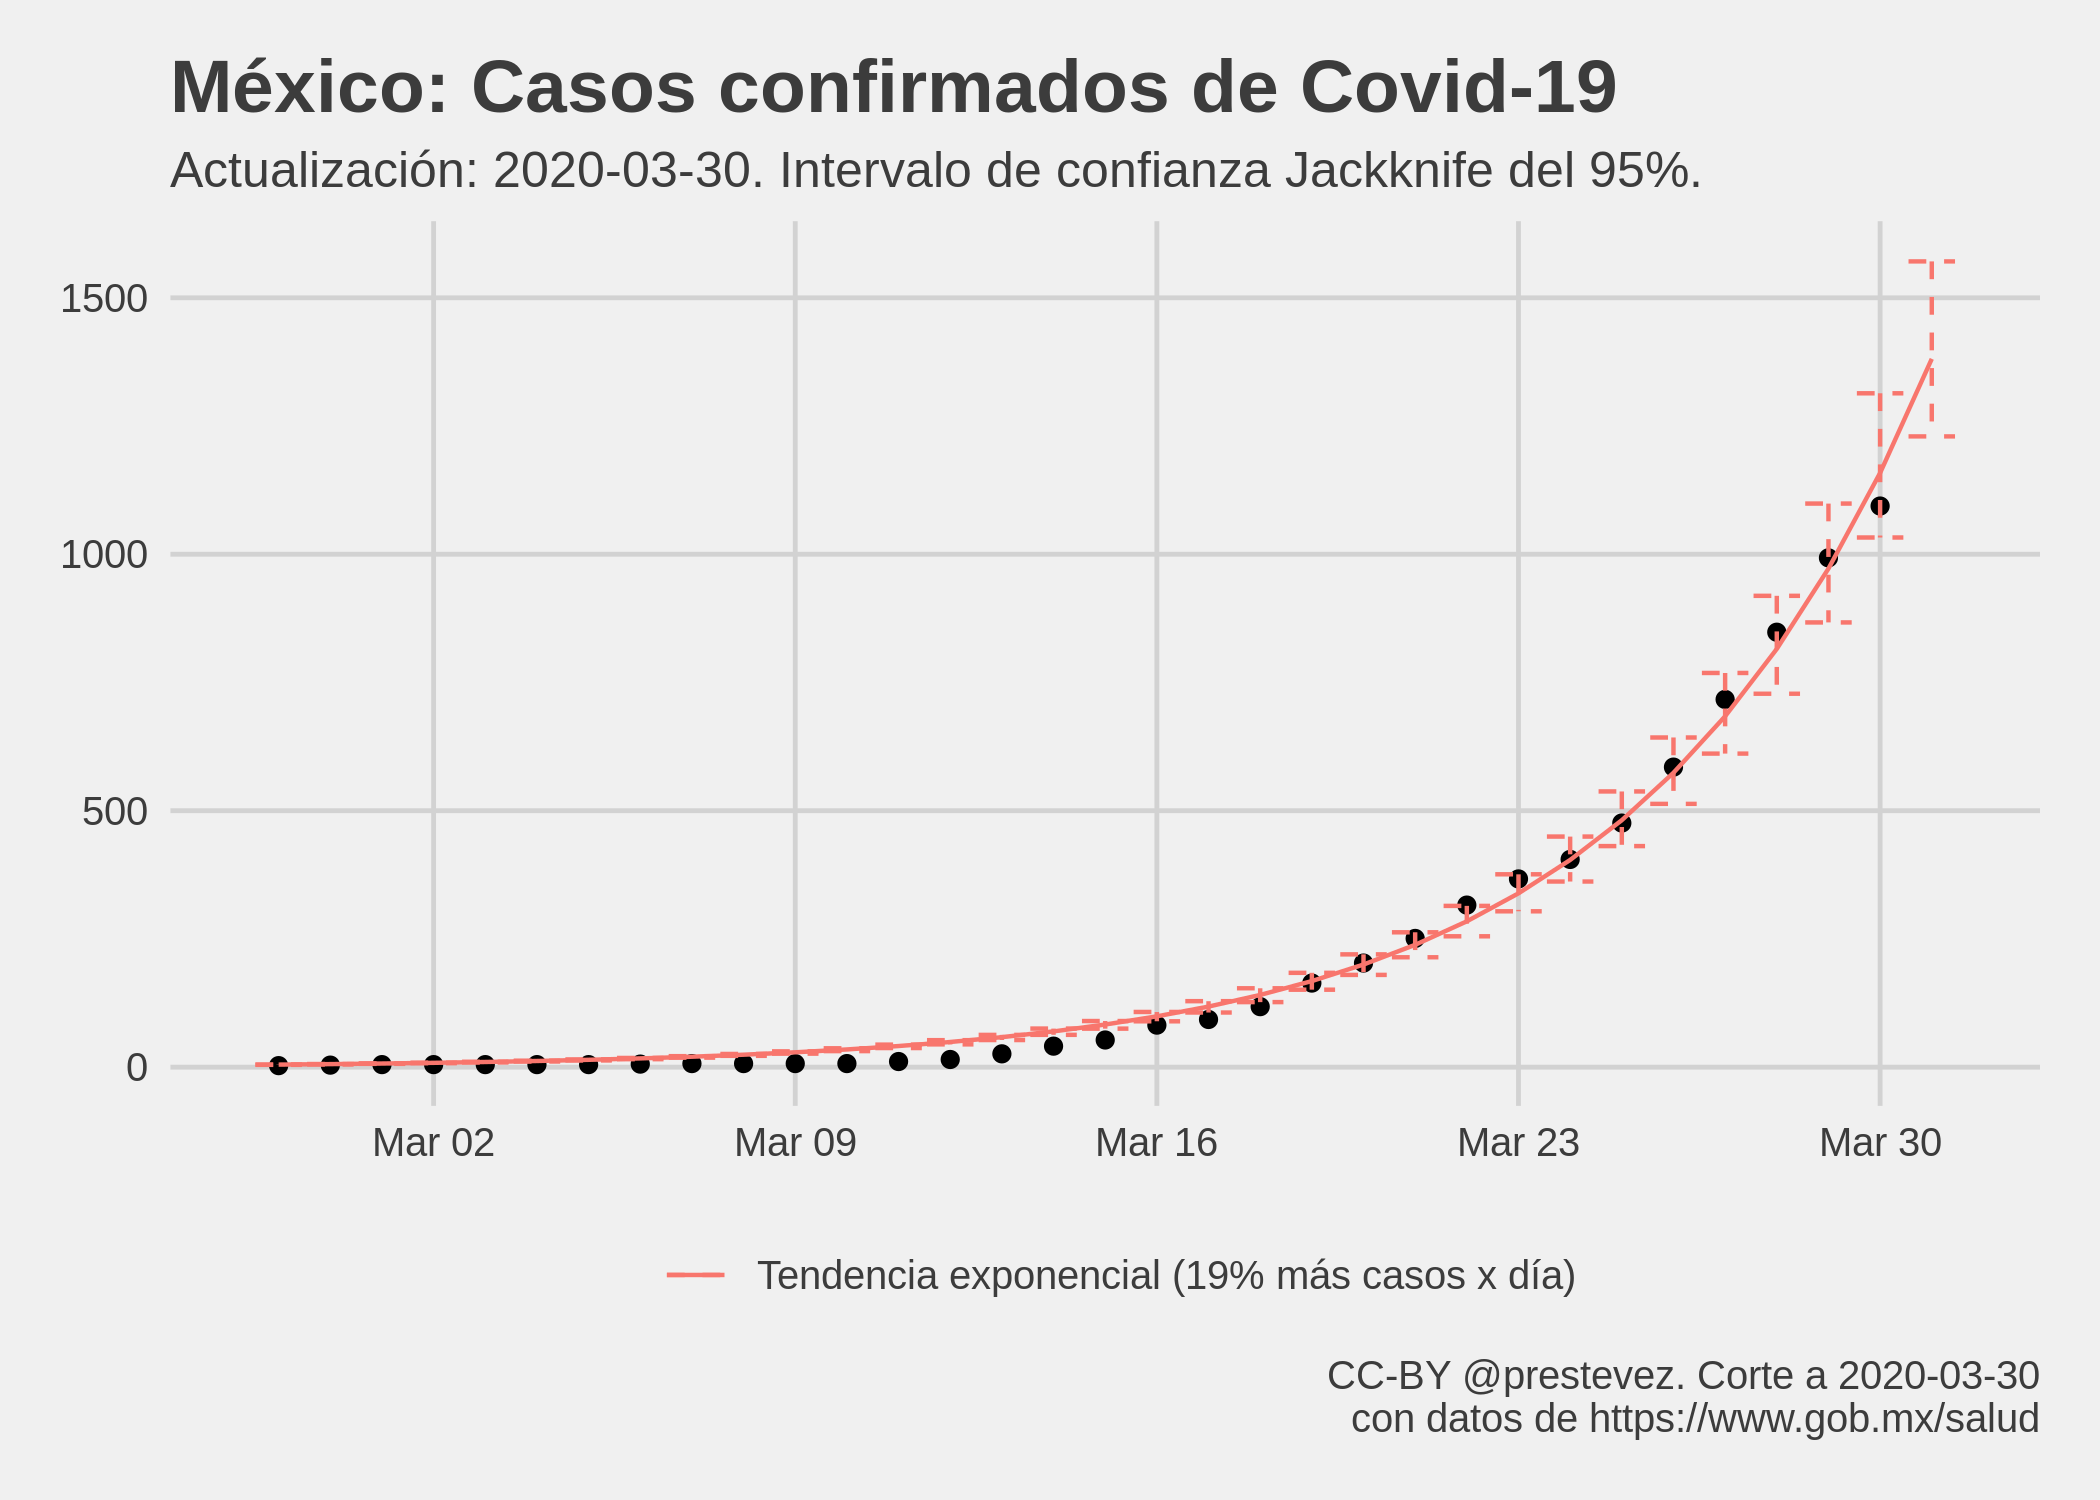 México: Casos confirmados de Covid-19
Actualización: 2020-03-30. Intervalo de confianza Jackknife del 95%.
1500
1000
500
0
Mar 02
Mar 09
Mar 16
Mar 23
Mar 30
Tendencia exponencial (19% más casos x día)
CC-BY @prestevez. Corte a 2020-03-30
con datos de https://www.gob.mx/salud